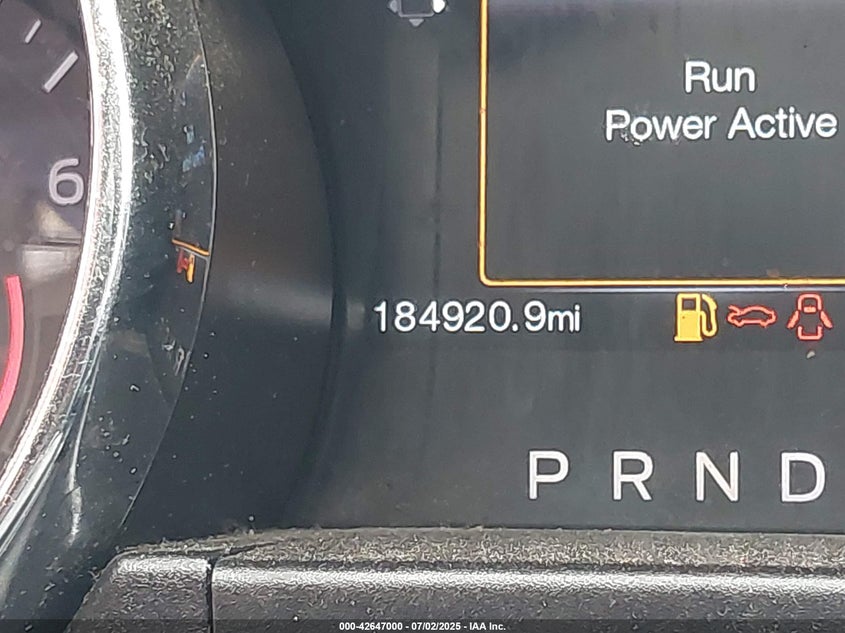 Run
Power Active
6
184920.9mi
P R N D
000-42647000 - 07/02/2025 - IAA Inc.